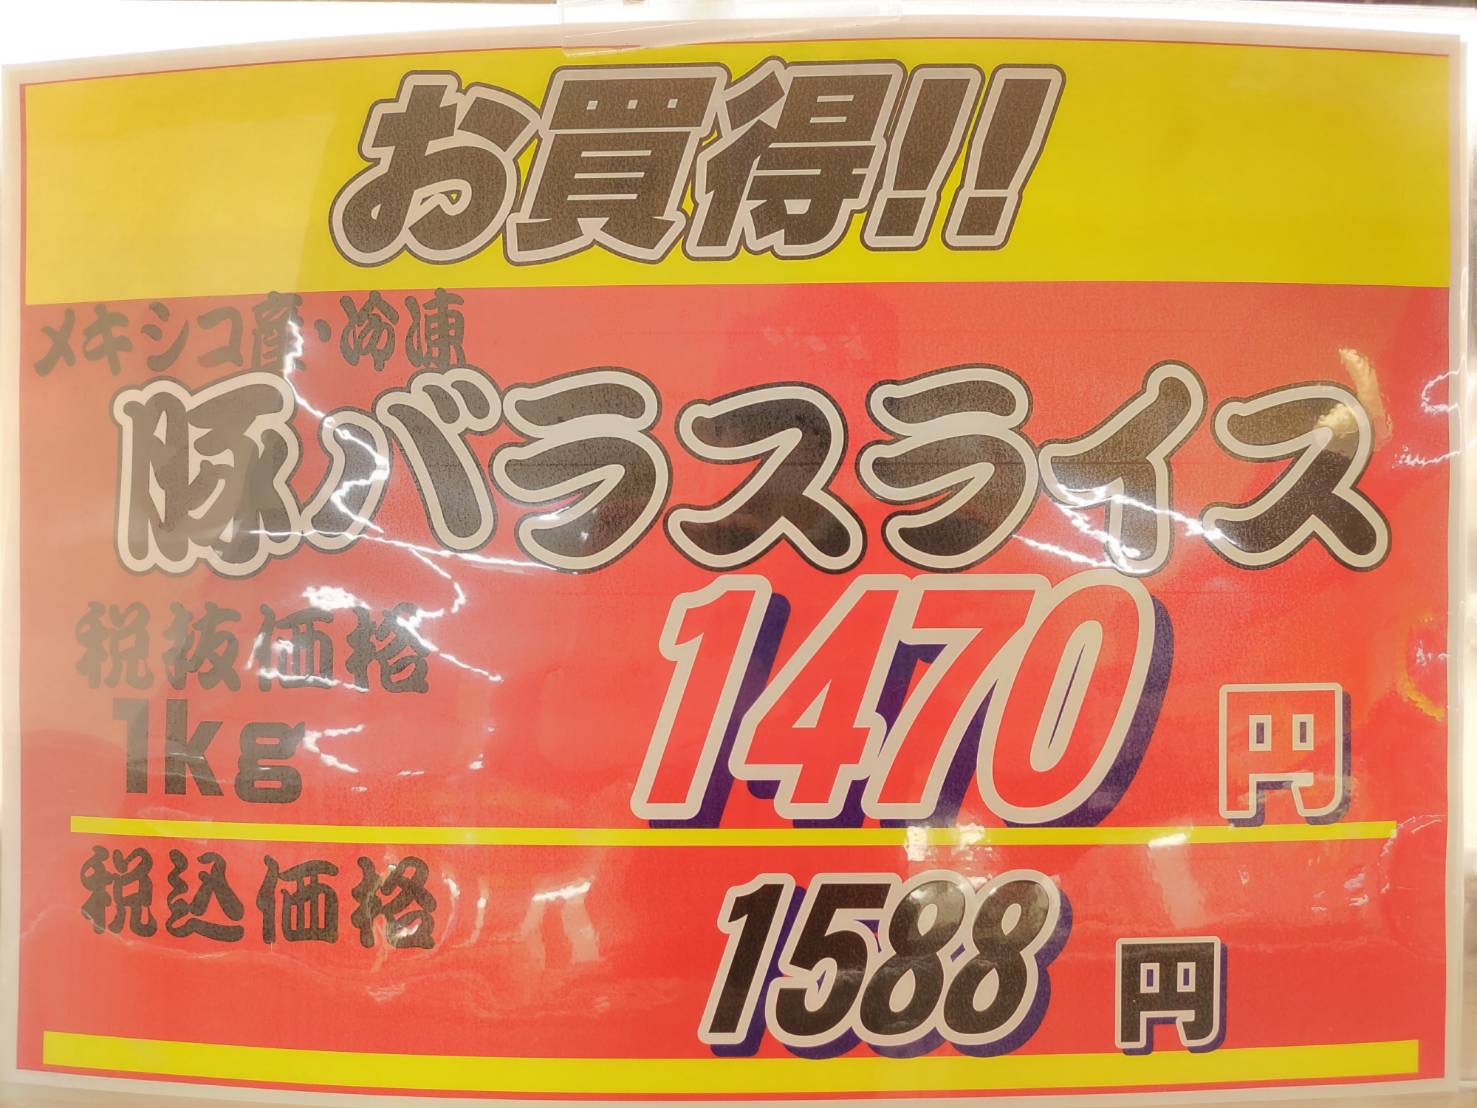 お買得!!
メキシコ産・冷凍
豚バラスライス
税抜価格
1kg
1470円
税込価格
1588円